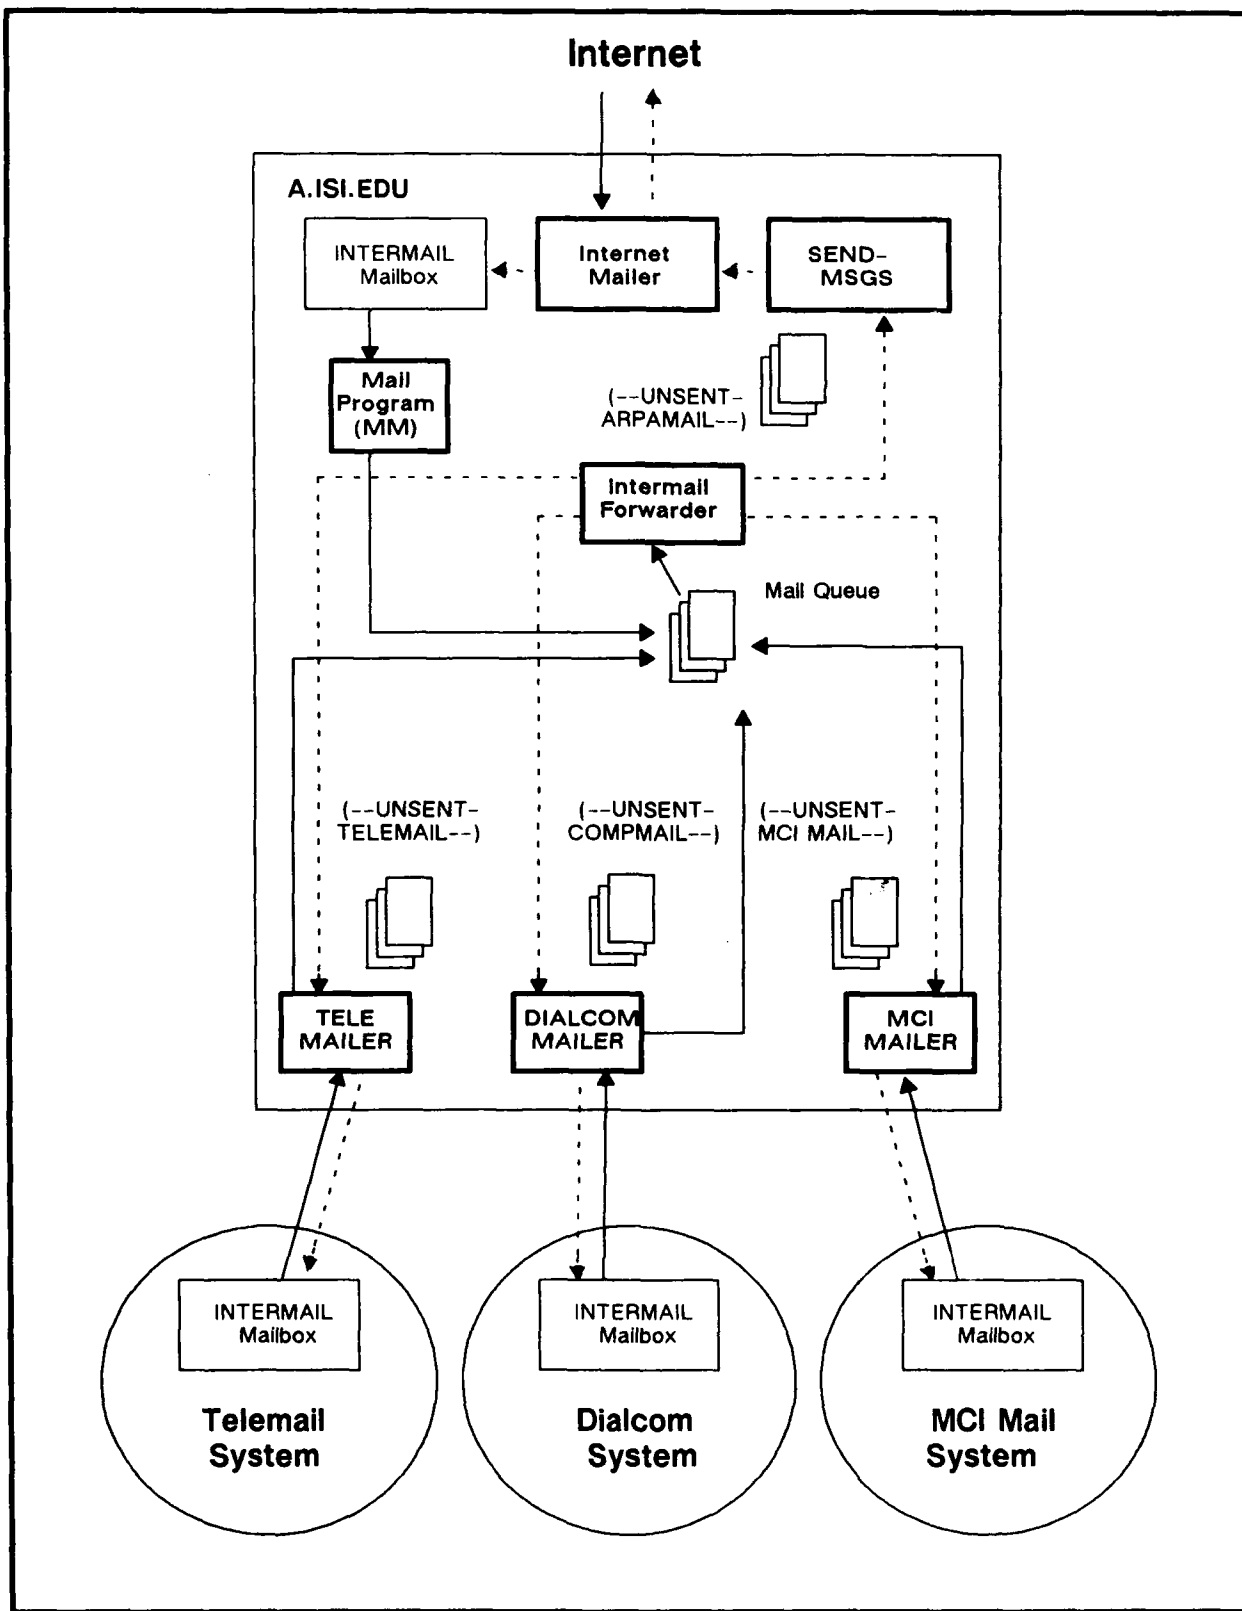 Internet
A.ISI.EDU
INTERMAIL
Mailbox
Internet
Mailer
SEND-
MSGS
Mail
Program
(MM)
(--UNSENT-
ARPAMAIL--)
Intermail
Forwarder
Mail Queue
(--UNSENT-
TELEMAIL--)
(--UNSENT-
COMPMAIL--)
(--UNSENT-
MCI MAIL--)
TELE
MAILER
DIALCOM
MAILER
MCI
MAILER
INTERMAIL
Mailbox
INTERMAIL
Mailbox
INTERMAIL
Mailbox
Telemail
System
Dialcom
System
MCI Mail
System